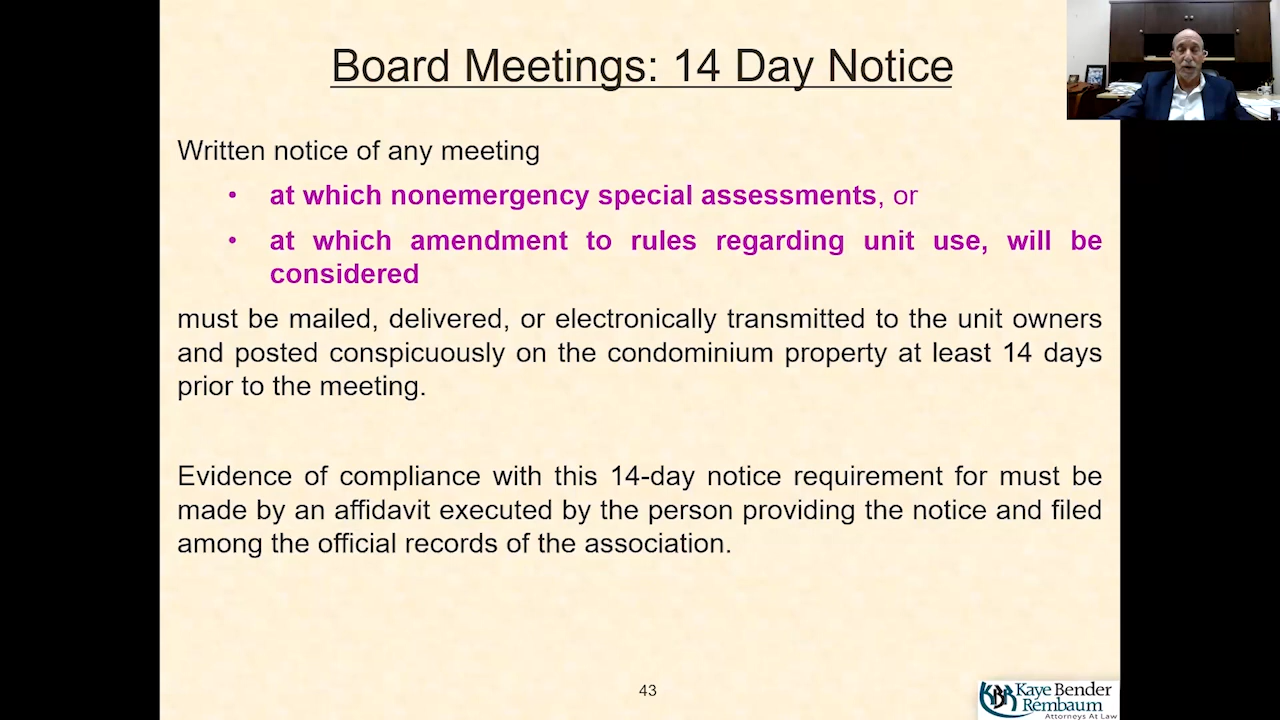 Board Meetings: 14 Day Notice
Written notice of any meeting
• at which nonemergency special assessments, or
• at which amendment to rules regarding unit use, will be
considered
must be mailed, delivered, or electronically transmitted to the unit owners
and posted conspicuously on the condominium property at least 14 days
prior to the meeting.
Evidence of compliance with this 14-day notice requirement for must be
made by an affidavit executed by the person providing the notice and filed
among the official records of the association.
43
KBR Kaye Bender
Rembaum
Attorneys At Law